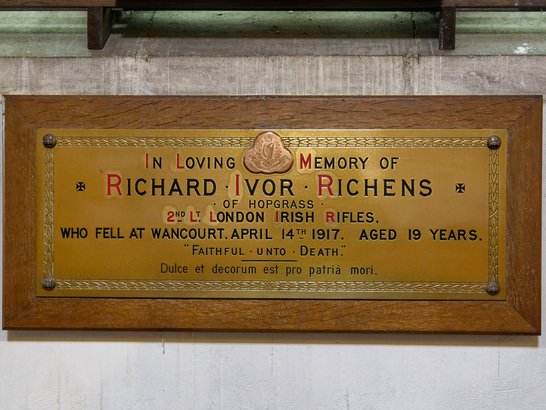 In Loving Memory of
Richard · Ivor · Richens
· OF HOPGRASS ·
2ND Lt. London Irish Rifles,
WHO FELL AT WANCOURT, APRIL 14TH 1917. AGED 19 YEARS.
"Faithful · unto · Death."
Dulce et decorum est pro patria mori.